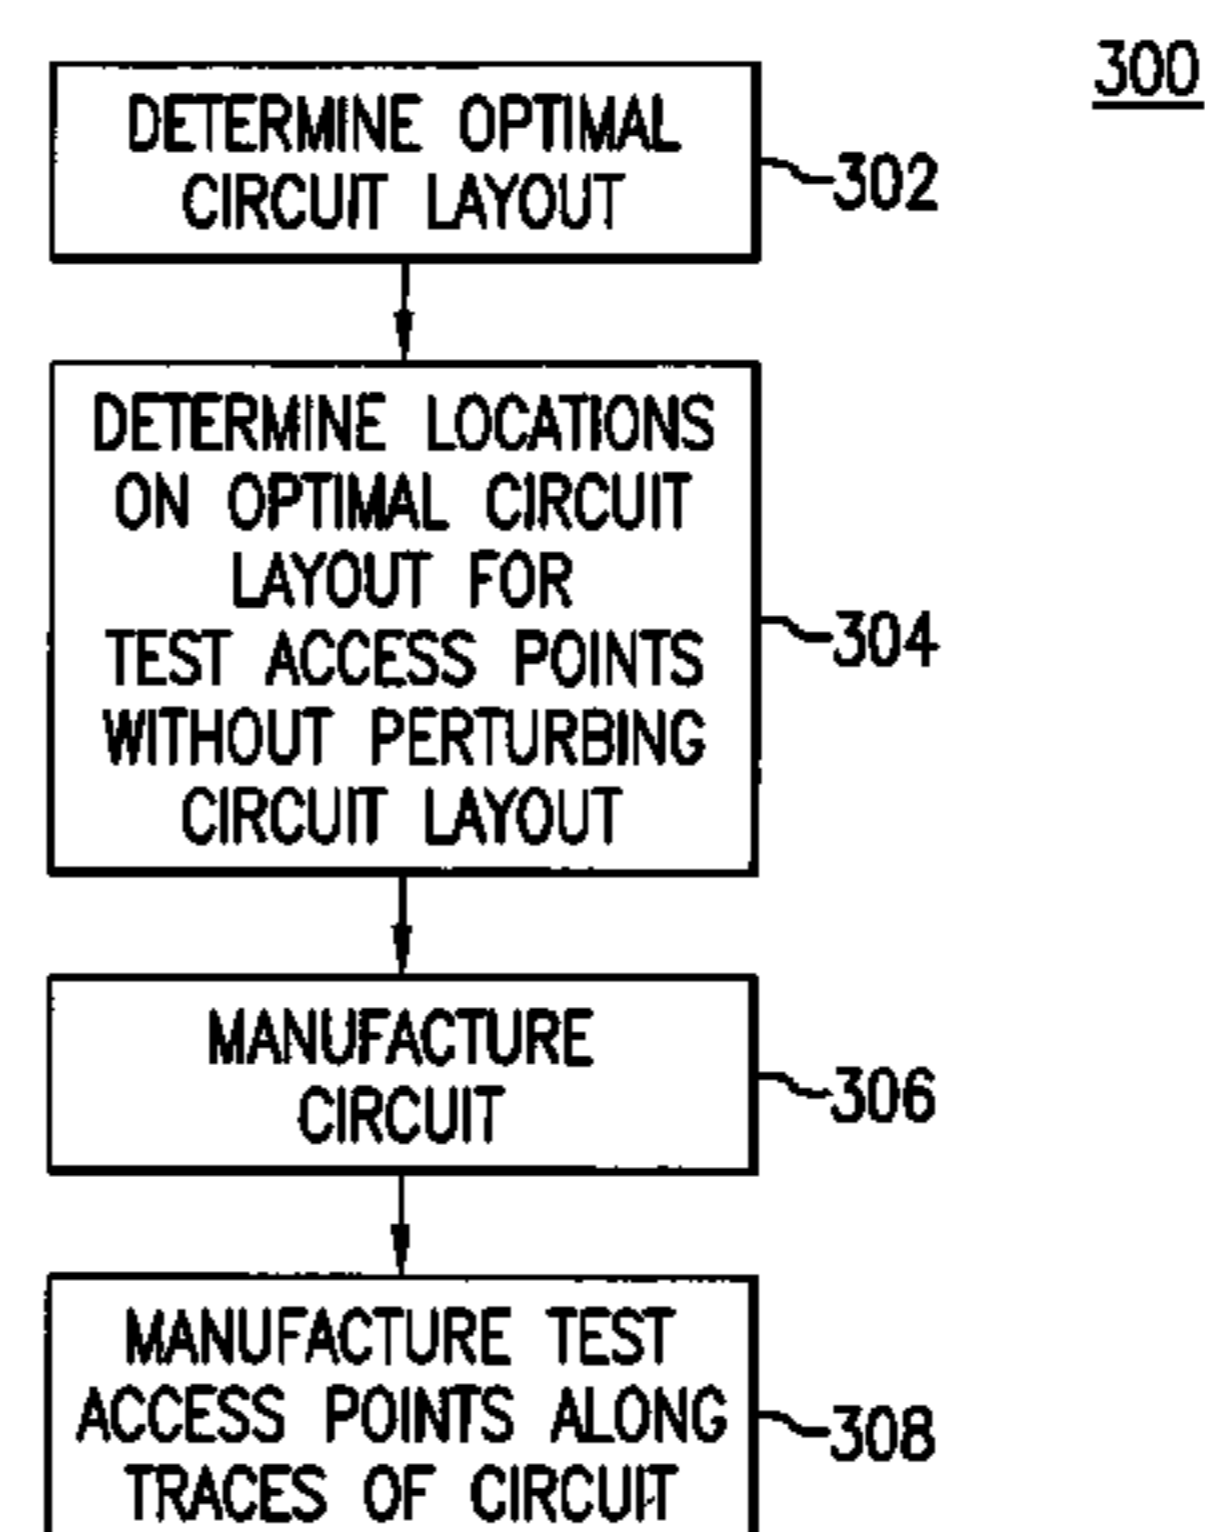 300
DETERMINE OPTIMAL
CIRCUIT LAYOUT
302
DETERMINE LOCATIONS
ON OPTIMAL CIRCUIT
LAYOUT FOR
TEST ACCESS POINTS
WITHOUT PERTURBING
CIRCUIT LAYOUT
304
MANUFACTURE
CIRCUIT
306
MANUFACTURE TEST
ACCESS POINTS ALONG
TRACES OF CIRCUIT
308